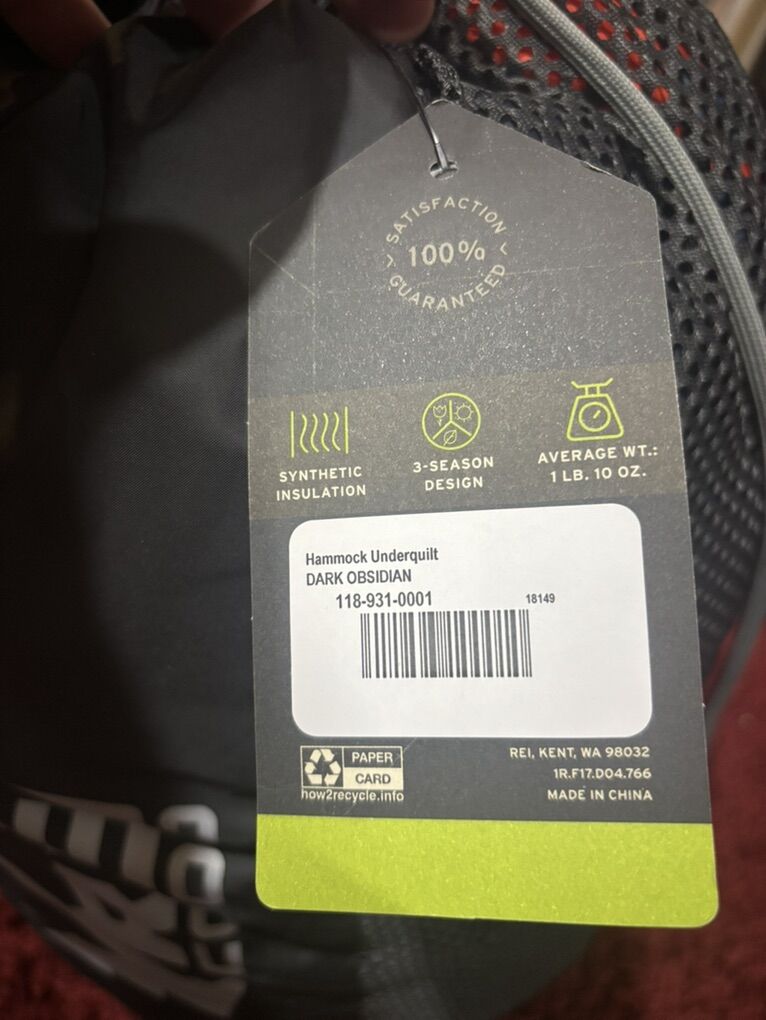 SATISFACTION
100%
GUARANTEED
SYNTHETIC
INSULATION
3-SEASON
DESIGN
AVERAGE WT.:
1 LB. 10 OZ.
Hammock Underquilt
DARK OBSIDIAN
118-931-0001
18149
PAPER
CARD
how2recycle.info
REI, KENT, WA 98032
1R.F17.D04.766
MADE IN CHINA